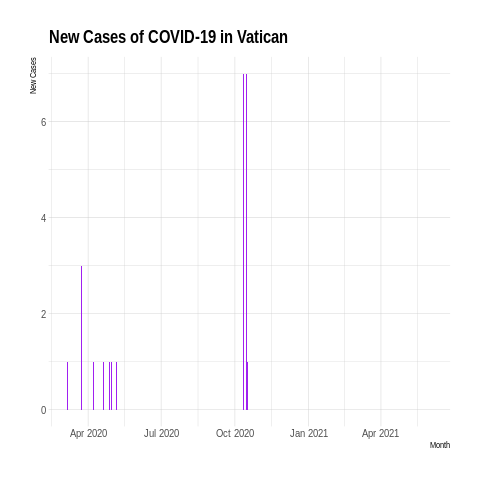 New Cases of COVID-19 in Vatican
New Cases
6
4
2
0
Apr 2020 Jul 2020 Oct 2020 Jan 2021 Apr 2021
Month